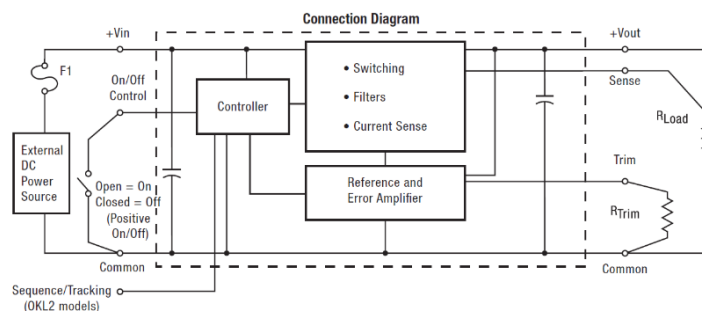 Connection Diagram
+Vin
+Vout
F1
On/Off
Control
Controller
• Switching
• Filters
• Current Sense
Sense
RLoad
External
DC
Power
Source
Open = On
Closed = Off
(Positive
On/Off)
Reference and
Error Amplifier
Trim
RTrim
Common
Common
Sequence/Tracking
(OKL2 models)